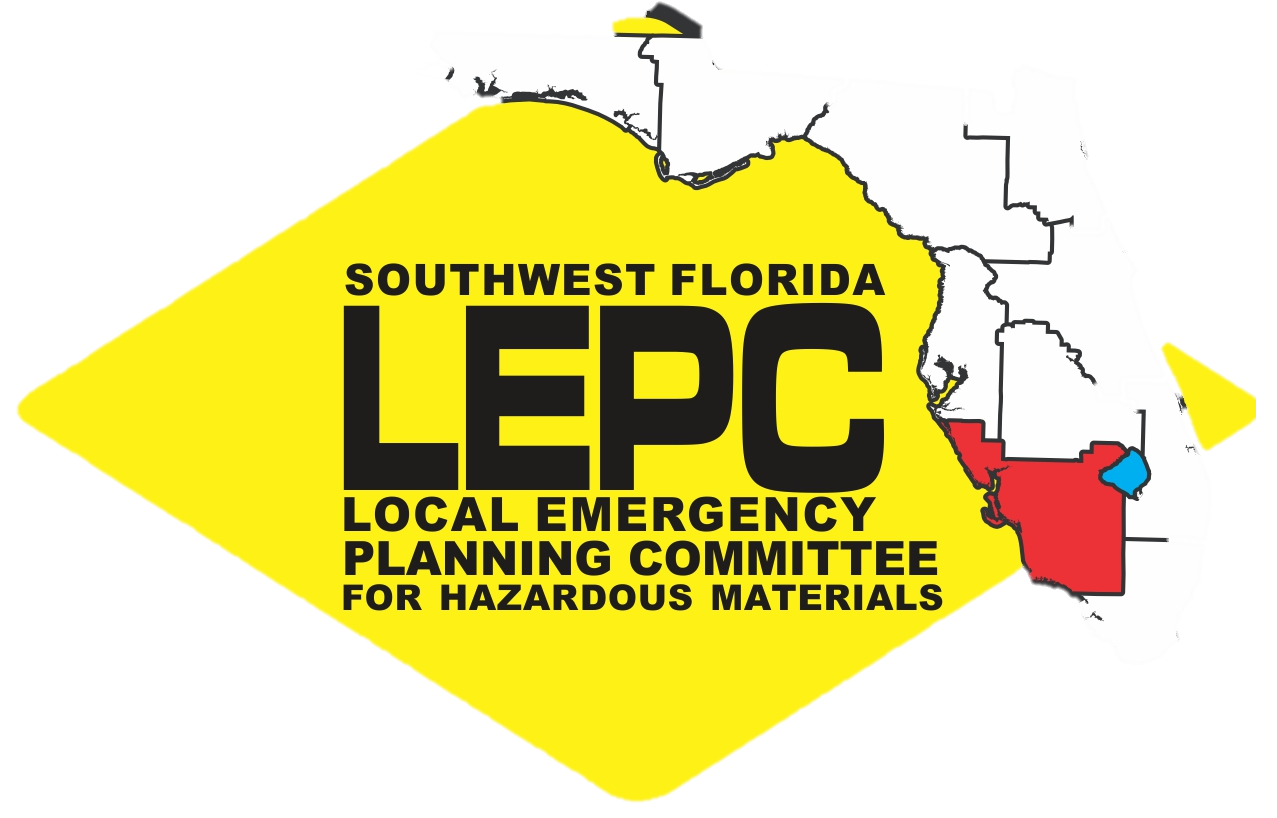 SOUTHWEST FLORIDA
LEPC
LOCAL EMERGENCY
PLANNING COMMITTEE
FOR HAZARDOUS MATERIALS